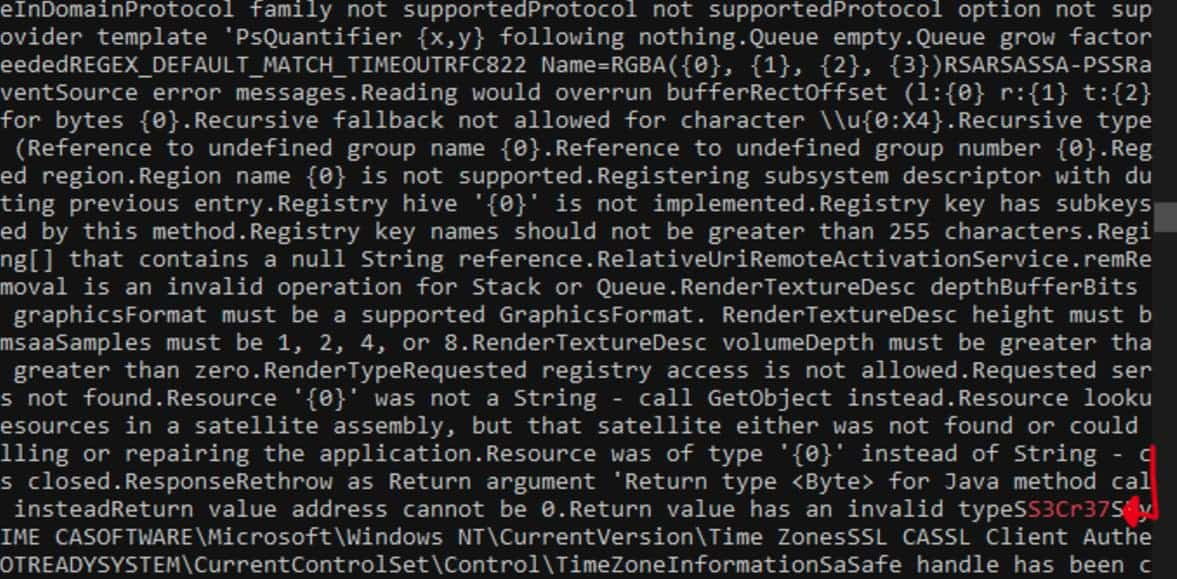 eInDomainProtocol family not supportedProtocol not supportedProtocol option not sup
ovider template 'PsQuantifier {x,y} following nothing.Queue empty.Queue grow factor
eededREGEX_DEFAULT_MATCH_TIMEOUTRFC822 Name=RGBA({0}, {1}, {2}, {3})RSARSASSA-PSSRa
ventSource error messages.Reading would overrun bufferRectOffset (l:{0} r:{1} t:{2}
for bytes {0}.Recursive fallback not allowed for character \\u{0:X4}.Recursive type
(Reference to undefined group name {0}.Reference to undefined group number {0}.Reg
ed region.Region name {0} is not supported.Registering subsystem descriptor with du
ting previous entry.Registry hive '{0}' is not implemented.Registry key has subkeys
ed by this method.Registry key names should not be greater than 255 characters.Regi
ng[] that contains a null String reference.RelativeUriRemoteActivationService.remRe
moval is an invalid operation for Stack or Queue.RenderTextureDesc depthBufferBits
graphicsFormat must be a supported GraphicsFormat. RenderTextureDesc height must b
msaaSamples must be 1, 2, 4, or 8.RenderTextureDesc volumeDepth must be greater tha
greater than zero.RenderTypeRequested registry access is not allowed.Requested ser
s not found.Resource '{0}' was not a String - call GetObject instead.Resource looku
esources in a satellite assembly, but that satellite either was not found or could
lling or repairing the application.Resource was of type '{0}' instead of String - c
s closed.ResponseRethrow as Return argument 'Return type <Byte> for Java method cal
insteadReturn value address cannot be 0.Return value has an invalid typeSS3Cr37S
IME CASOFTWARE\Microsoft\Windows NT\CurrentVersion\Time ZonesSSL CASSL Client Authe
OTREADYSYSTEM\CurrentControlSet\Control\TimeZoneInformationSaSafe handle has been c